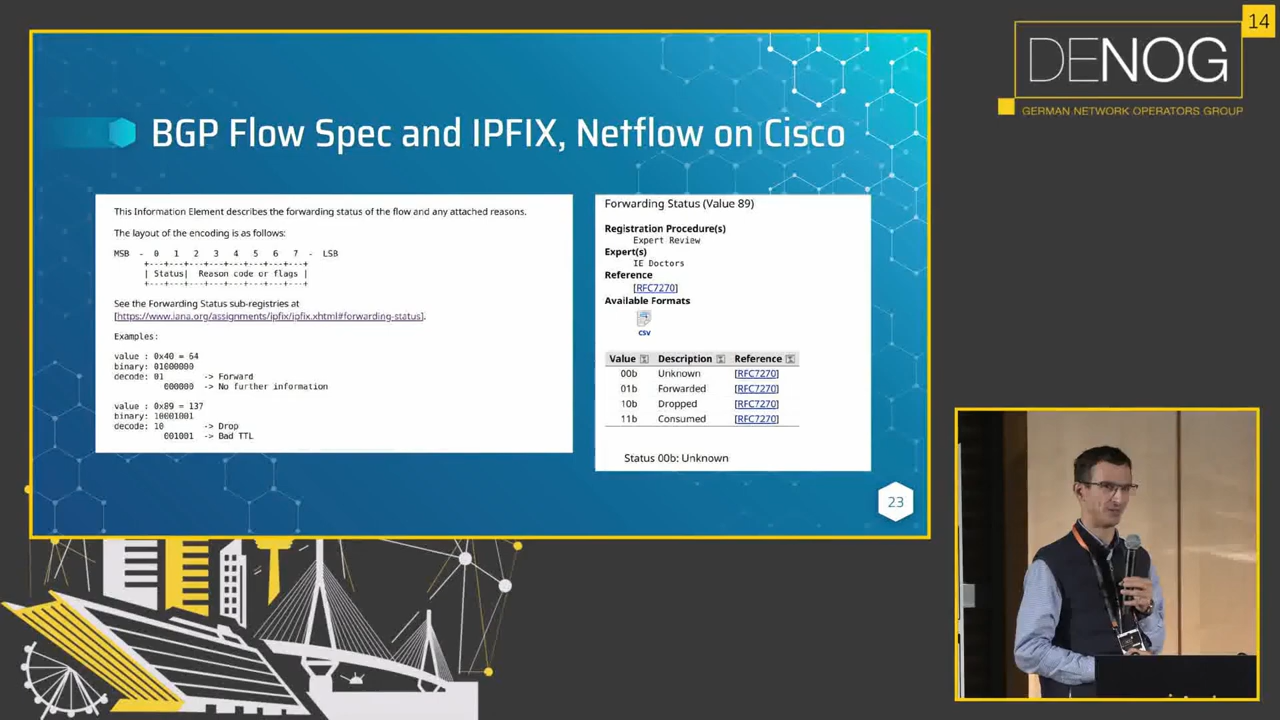 14
DENOG
GERMAN NETWORK OPERATORS GROUP
BGP Flow Spec and IPFIX, Netflow on Cisco
This Information Element describes the forwarding status of the flow and any attached reasons.
The layout of the encoding is as follows:
MSB - 0 1 2 3 4 5 6 7 - LSB
+---+---+---+---+---+---+---+---+
| Status| Reason code or flags |
+---+---+---+---+---+---+---+---+
See the Forwarding Status sub-registries at
[https://www.iana.org/assignments/ipfix/ipfix.xhtml#forwarding-status].
Examples:
value : 0x40 = 64
binary: 01000000
decode: 01 -> Forward
000000 -> No further information
value : 0x89 = 137
binary: 10001001
decode: 10 -> Drop
001001 -> Bad TTL
Forwarding Status (Value 89)
Registration Procedure(s)
Expert Review
Expert(s)
IE Doctors
Reference
[RFC7270]
Available Formats
CSV
Value Description Reference
00b Unknown [RFC7270]
01b Forwarded [RFC7270]
10b Dropped [RFC7270]
11b Consumed [RFC7270]
Status 00b: Unknown
23